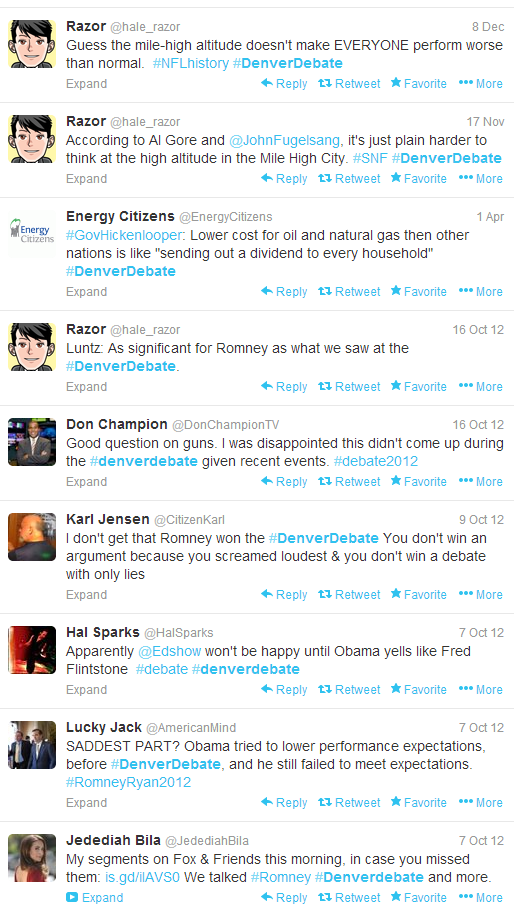 Razor @hale_razor 8 Dec
Guess the mile-high altitude doesn't make EVERYONE perform worse
than normal. #NFLhistory #DenverDebate
Expand Reply Retweet Favorite More
Razor @hale_razor 17 Nov
According to Al Gore and @JohnFugelsang, it's just plain harder to
think at the high altitude in the Mile High City. #SNF #DenverDebate
Expand Reply Retweet Favorite More
Energy Citizens
Energy Citizens @EnergyCitizens 1 Apr
#GovHickenlooper: Lower cost for oil and natural gas then other
nations is like "sending out a dividend to every household"
#DenverDebate
Expand Reply Retweet Favorite More
Razor @hale_razor 16 Oct 12
Luntz: As significant for Romney as what we saw at the
#DenverDebate.
Expand Reply Retweet Favorite More
Don Champion @DonChampionTV 16 Oct 12
Good question on guns. I was disappointed this didn't come up during
the #denverdebate given recent events. #debate2012
Expand Reply Retweet Favorite More
Karl Jensen @CitizenKarl 9 Oct 12
I don't get that Romney won the #DenverDebate You don't win an
argument because you screamed loudest & you don't win a debate
with only lies
Expand Reply Retweet Favorite More
Hal Sparks @HalSparks 7 Oct 12
Apparently @Edshow won't be happy until Obama yells like Fred
Flintstone #debate #denverdebate
Expand Reply Retweet Favorite More
Lucky Jack @AmericanMind 7 Oct 12
SADDEST PART? Obama tried to lower performance expectations,
before #DenverDebate, and he still failed to meet expectations.
#RomneyRyan2012
Expand Reply Retweet Favorite More
Jedediah Bila @JedediahBila 7 Oct 12
My segments on Fox & Friends this morning, in case you missed
them: is.gd/ilAVS0 We talked #Romney #Denverdebate and more.
Expand Reply Retweet Favorite More